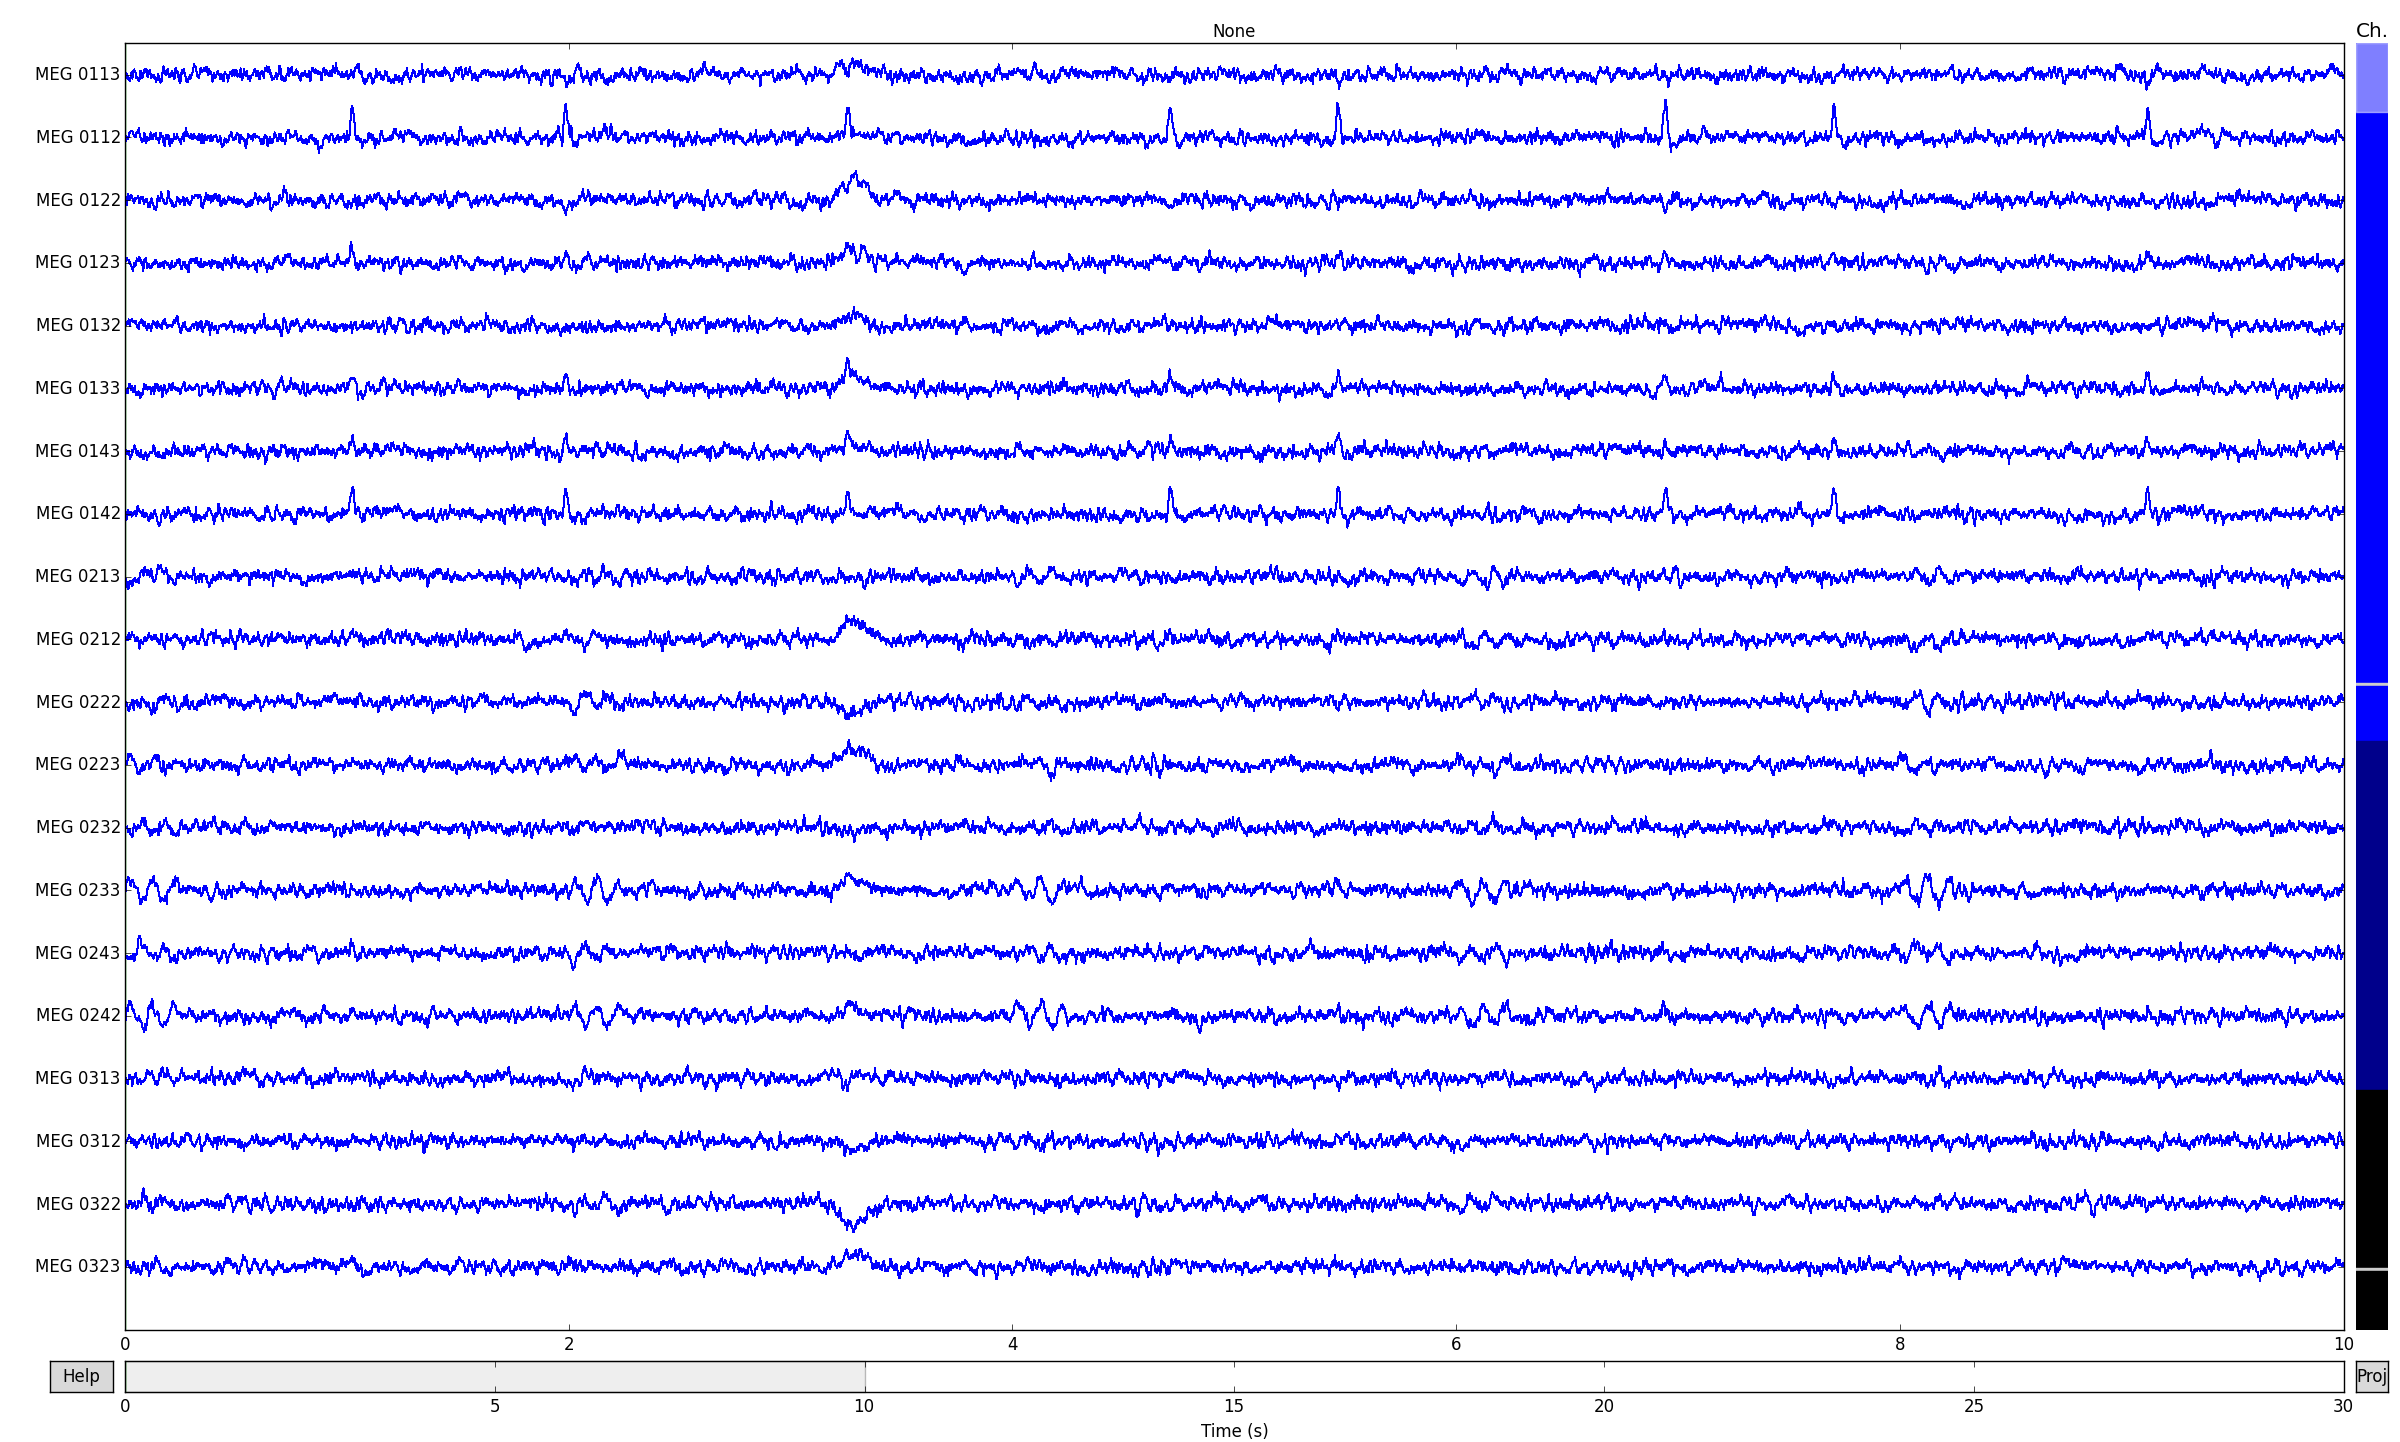 None
Ch.
MEG 0113
MEG 0112
MEG 0122
MEG 0123
MEG 0132
MEG 0133
MEG 0143
MEG 0142
MEG 0213
MEG 0212
MEG 0222
MEG 0223
MEG 0232
MEG 0233
MEG 0243
MEG 0242
MEG 0313
MEG 0312
MEG 0322
MEG 0323
0 2 4 6 8 10
Help
Proj
0 5 10 15 20 25 30
Time (s)